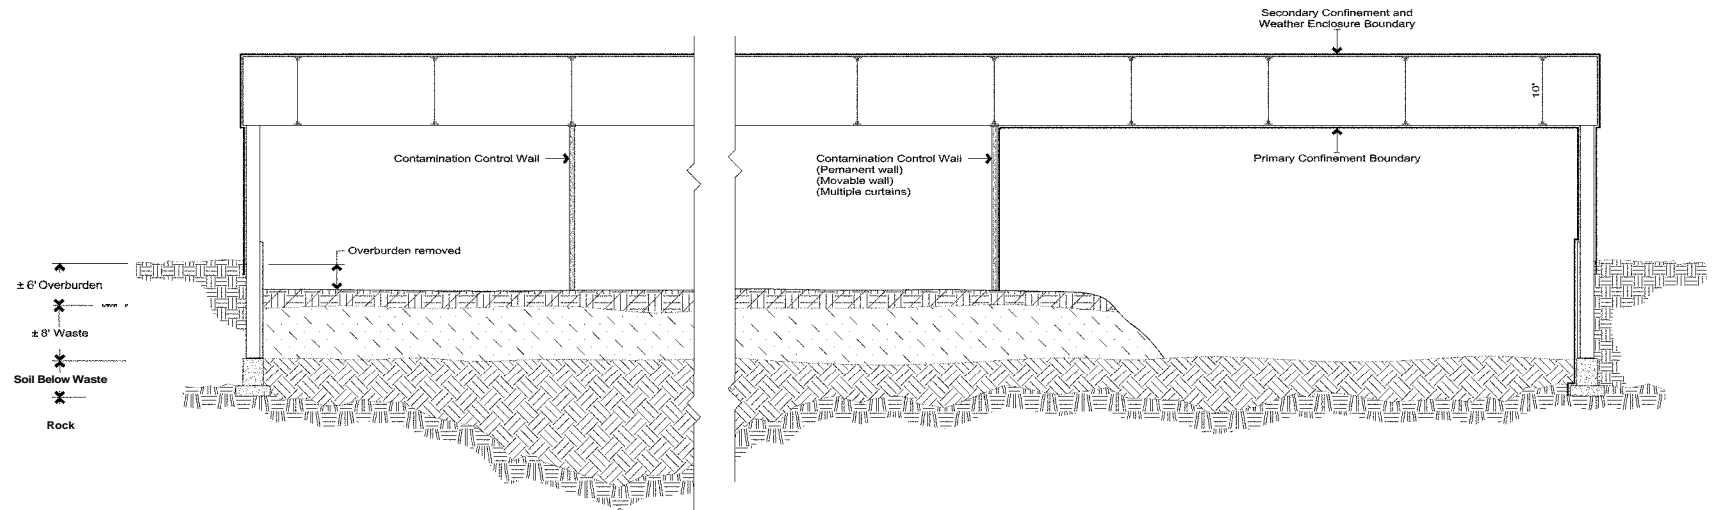 Secondary Confinement and
Weather Enclosure Boundary
10'
Contamination Control Wall
Contamination Control Wall
(Permanent wall)
(Movable wall)
(Multiple curtains)
Primary Confinement Boundary
Overburden removed
± 6' Overburden
± 8' Waste
Soil Below Waste
Rock